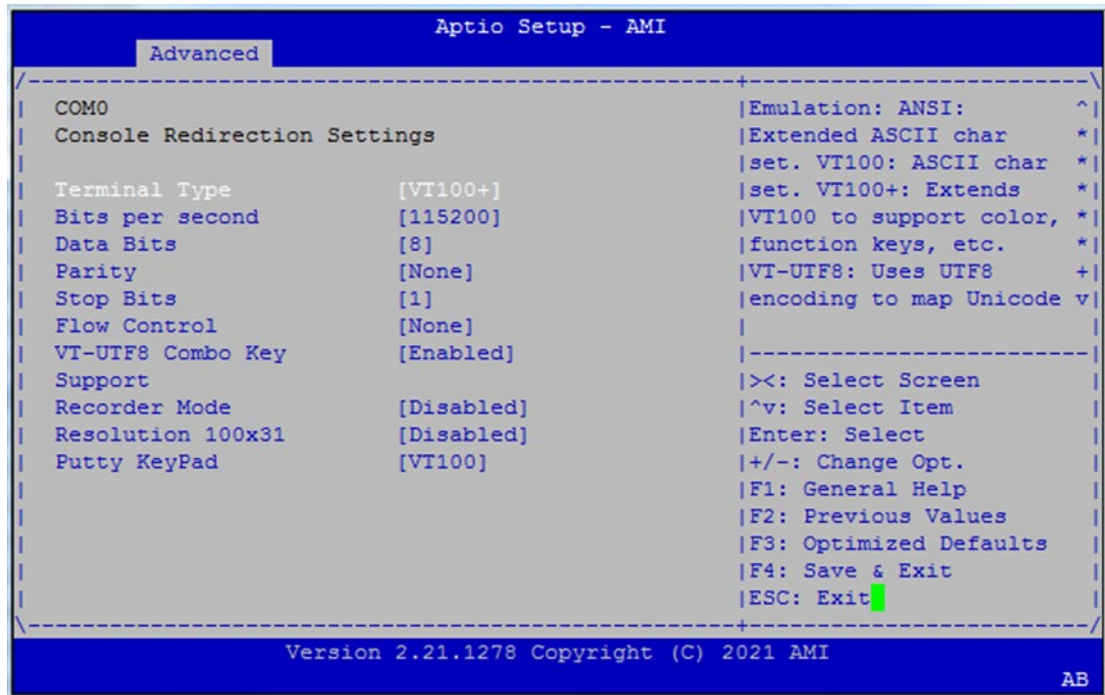 Aptio Setup - AMI
Advanced
/----------------------------------------------------+-------------------------\
COM0
Console Redirection Settings
Terminal Type [VT100+]
Bits per second [115200]
Data Bits [8]
Parity [None]
Stop Bits [1]
Flow Control [None]
VT-UTF8 Combo Key [Enabled]
Support
Recorder Mode [Disabled]
Resolution 100x31 [Disabled]
Putty KeyPad [VT100]
|Emulation: ANSI: ^|
|Extended ASCII char *|
|set. VT100: ASCII char *|
|set. VT100+: Extends *|
|VT100 to support color, *|
|function keys, etc. *|
|VT-UTF8: Uses UTF8 +|
|encoding to map Unicode v|
|-------------------------|
|><: Select Screen |
|^v: Select Item |
|Enter: Select |
|+/-: Change Opt. |
|F1: General Help |
|F2: Previous Values |
|F3: Optimized Defaults |
|F4: Save & Exit |
|ESC: Exit |
\----------------------------------------------------+-------------------------/
Version 2.21.1278 Copyright (C) 2021 AMI
AB